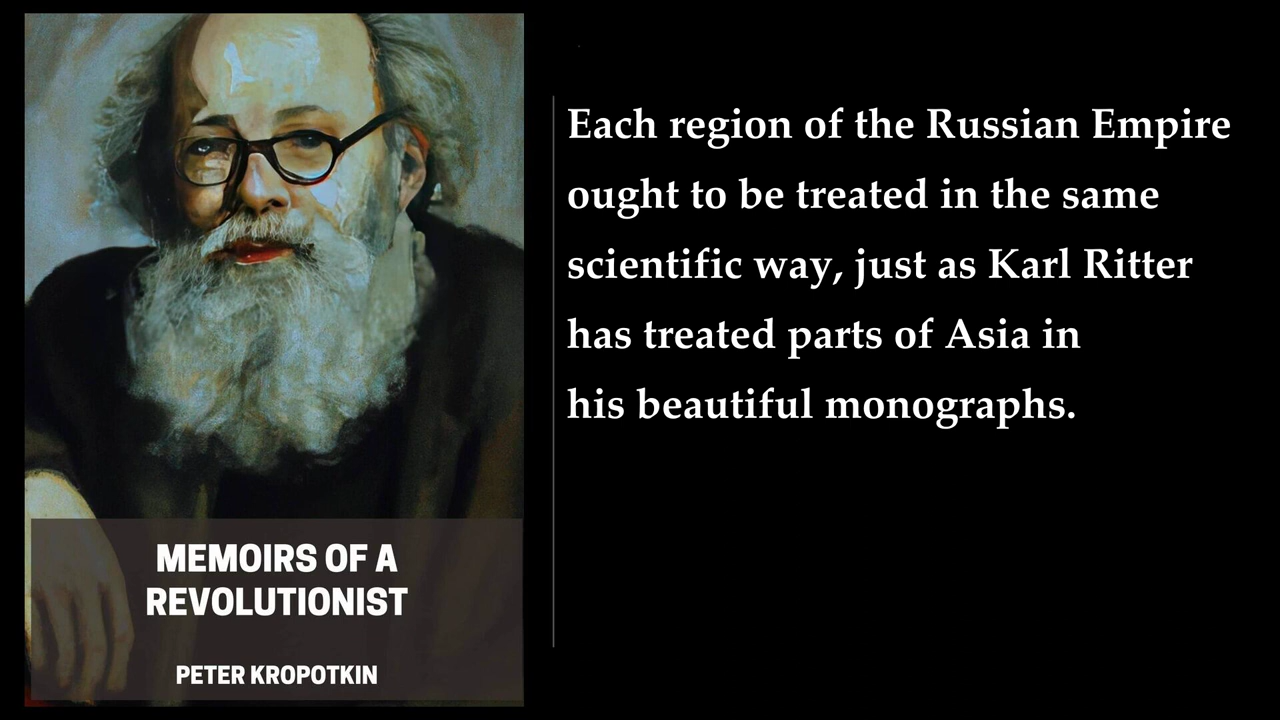 Each region of the Russian Empire
ought to be treated in the same
scientific way, just as Karl Ritter
has treated parts of Asia in
his beautiful monographs.
MEMOIRS OF A
REVOLUTIONIST
PETER KROPOTKIN